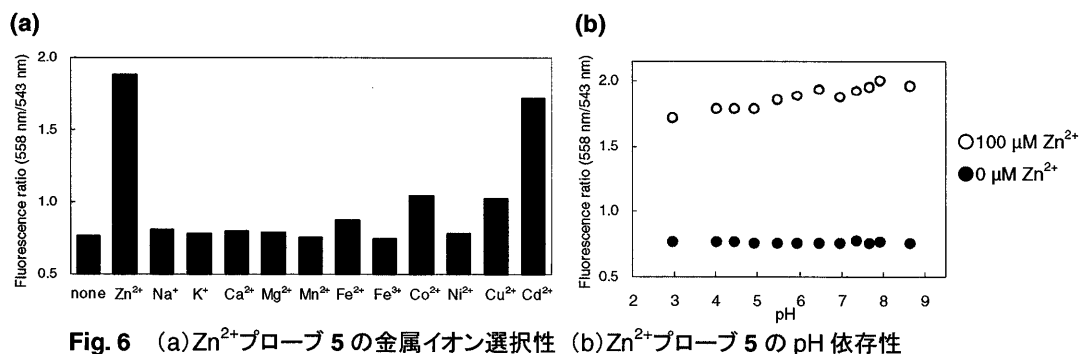 (a)
Fluorescence ratio (558 nm/543 nm)
2.0
1.5
1.0
0.5
none Zn²⁺ Na⁺ K⁺ Ca²⁺ Mg²⁺ Mn²⁺ Fe²⁺ Fe³⁺ Co²⁺ Ni²⁺ Cu²⁺ Cd²⁺
(b)
Fluorescence ratio (558 nm/543 nm)
2.0
1.5
1.0
0.5
2 3 4 5 6 7 8 9
pH
100 μM Zn²⁺
0 μM Zn²⁺
Fig. 6 (a)Zn²⁺プローブ 5 の金属イオン選択性 (b)Zn²⁺プローブ 5 の pH 依存性